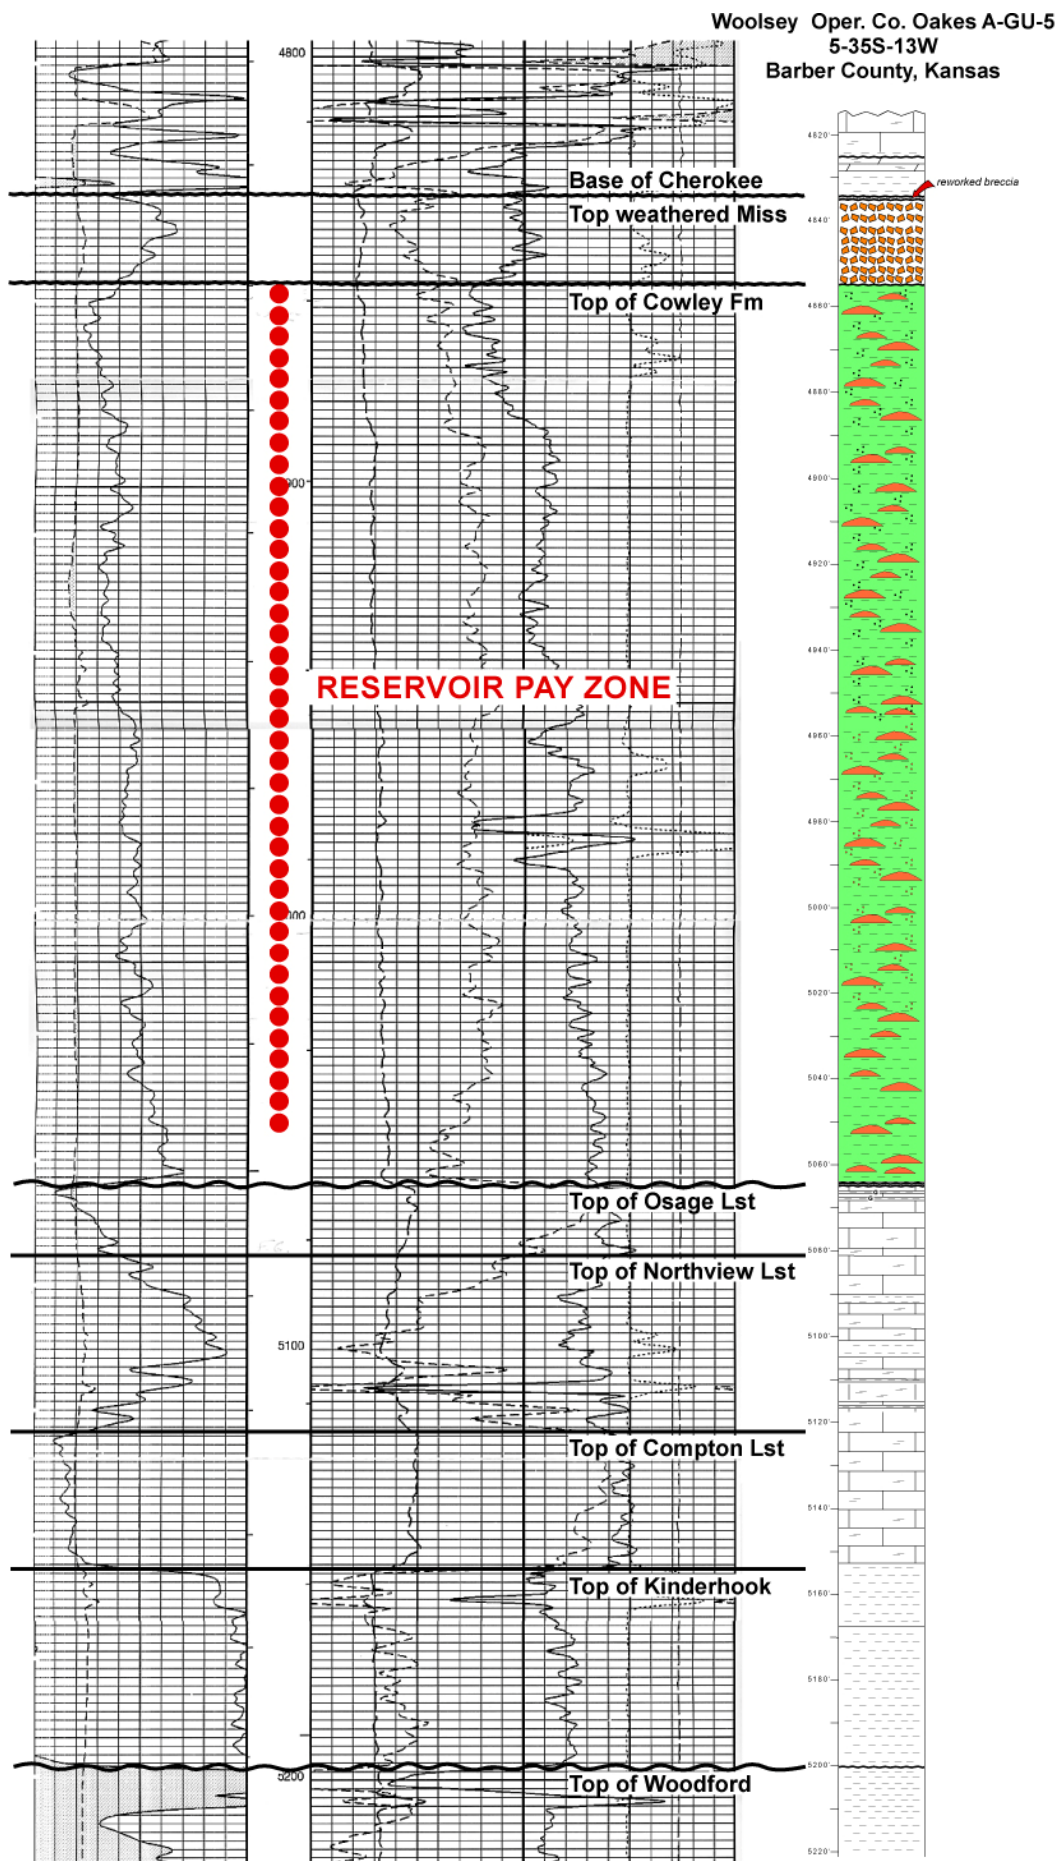 Woolsey Oper. Co. Oakes A-GU-5
5-35S-13W
Barber County, Kansas
4800
4820'
Base of Cherokee
reworked breccia
Top weathered Miss
4840'
Top of Cowley Fm
4860'
4880'
900
4900'
4920'
4940'
RESERVOIR PAY ZONE
4960'
4980'
000
5000'
5020'
5040'
5060'
Top of Osage Lst
G
G
5080'
Top of Northview Lst
5100
5100'
5120'
Top of Compton Lst
5140'
Top of Kinderhook
5160'
5180'
5200
5200'
Top of Woodford
5220'